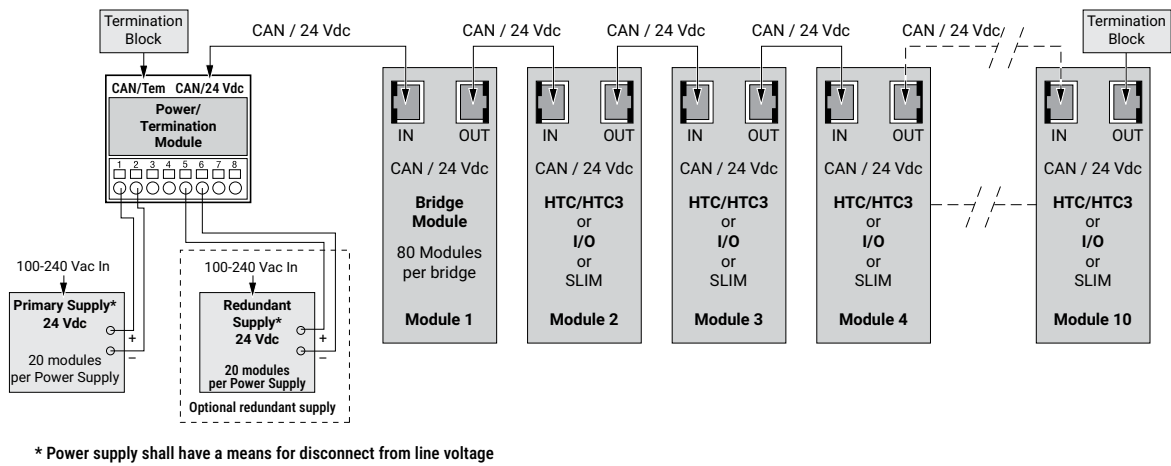 Termination
Block
CAN / 24 Vdc
CAN / 24 Vdc
CAN / 24 Vdc
CAN / 24 Vdc
CAN / 24 Vdc
Termination
Block
CAN/Tem CAN/24 Vdc
Power/
Termination
Module
1 2 3 4 5 6 7 8
100-240 Vac In
Primary Supply*
24 Vdc
+
–
20 modules
per Power Supply
100-240 Vac In
Redundant
Supply*
24 Vdc
+
–
20 modules
per Power Supply
Optional redundant supply
IN OUT
CAN / 24 Vdc
Bridge
Module
80 Modules
per bridge
Module 1
IN OUT
CAN / 24 Vdc
HTC/HTC3
or
I/O
or
SLIM
Module 2
IN OUT
CAN / 24 Vdc
HTC/HTC3
or
I/O
or
SLIM
Module 3
IN OUT
CAN / 24 Vdc
HTC/HTC3
or
I/O
or
SLIM
Module 4
IN OUT
CAN / 24 Vdc
HTC/HTC3
or
I/O
or
SLIM
Module 10
* Power supply shall have a means for disconnect from line voltage